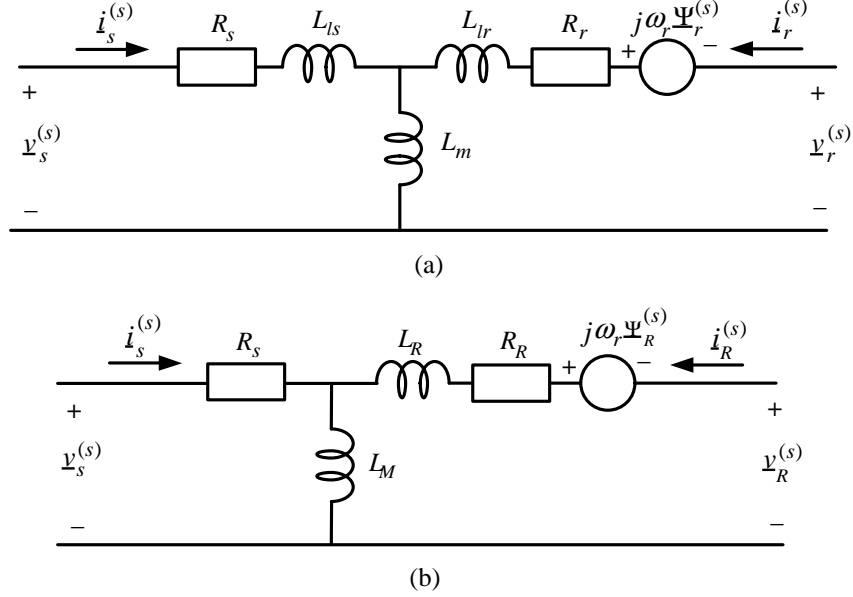 i_s^(s) R_s L_ls L_lr R_r jω_r Ψ_r^(s) i_r^(s)
+ −
+ +
v_s^(s) L_m v_r^(s)
− −
(a)
i_s^(s) R_s L_R R_R jω_r Ψ_R^(s) i_R^(s)
+ −
+ +
v_s^(s) L_M v_R^(s)
− −
(b)